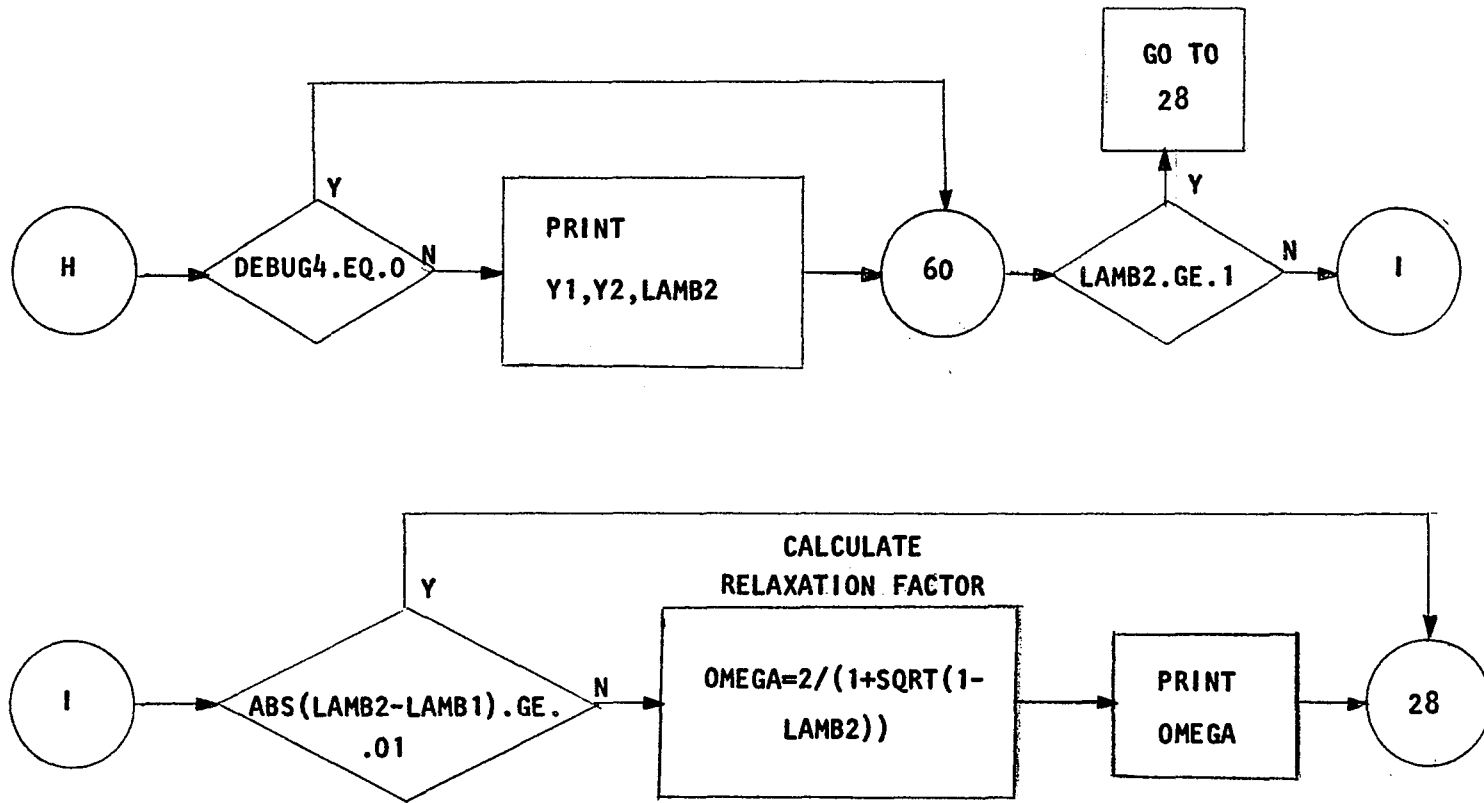 GO TO
28
Y
Y
H
DEBUG4.EQ.0
N
PRINT
Y1,Y2,LAMB2
60
LAMB2.GE.1
N
I
CALCULATE
RELAXATION FACTOR
Y
I
ABS(LAMB2-LAMB1).GE.
.01
N
OMEGA=2/(1+SQRT(1-
LAMB2))
PRINT
OMEGA
28